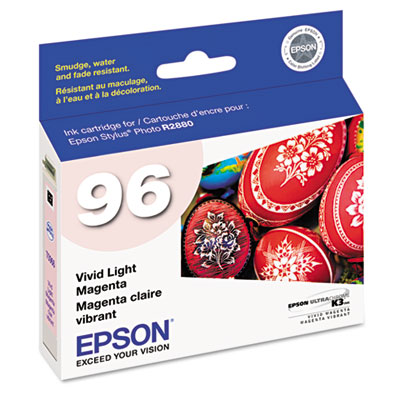 Smudge, water
and fade resistant.
Résistant au maculage,
à l'eau et à la décoloration.
Ink cartridge for / Cartouche d'encre pour :
Epson Stylus® Photo R2880
96
Vivid Light
Magenta
Magenta claire
vibrant
EPSON®
EXCEED YOUR VISION
EPSON
EPSON ULTRACHROME
K3
VIVID MAGENTA
MAGENTA VIBRANT